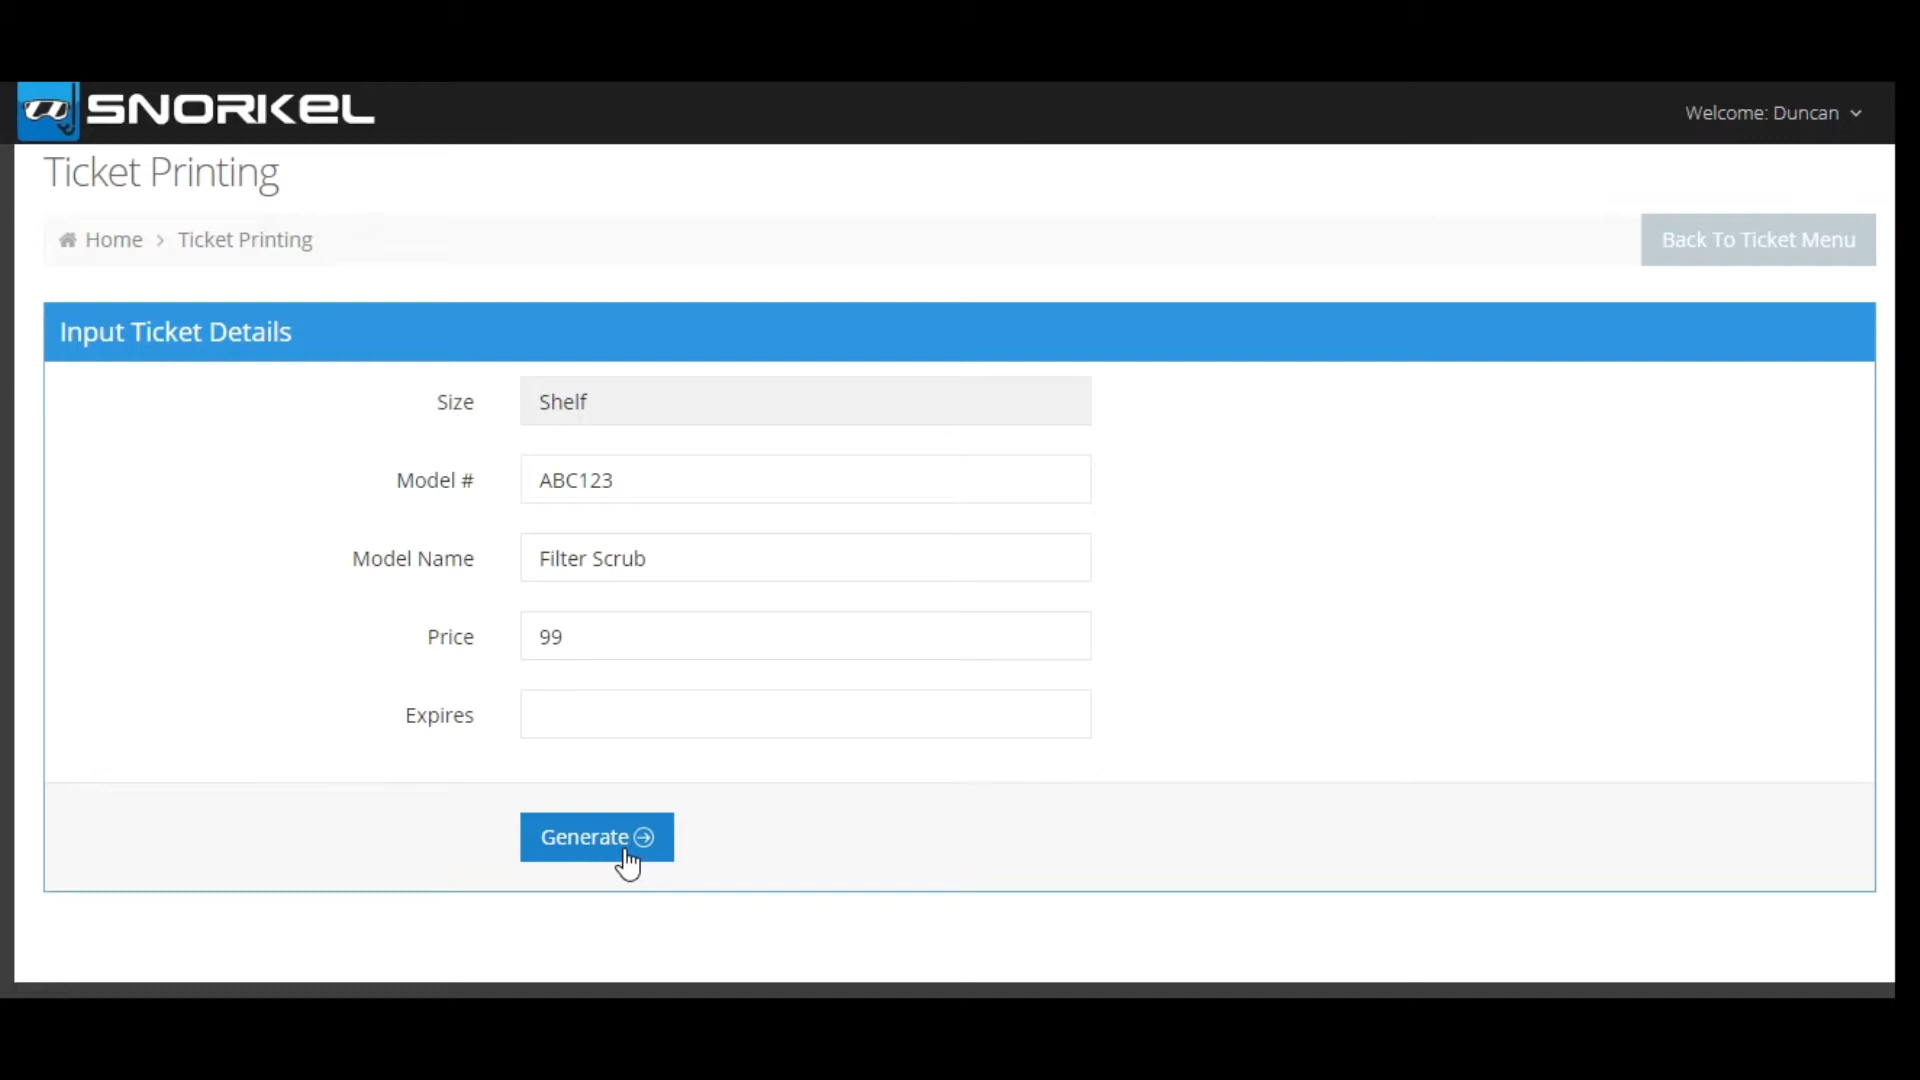 SNORKEL
Welcome: Duncan
Ticket Printing
Home > Ticket Printing
Back To Ticket Menu
Input Ticket Details
Size Shelf
Model # ABC123
Model Name Filter Scrub
Price 99
Expires
Generate